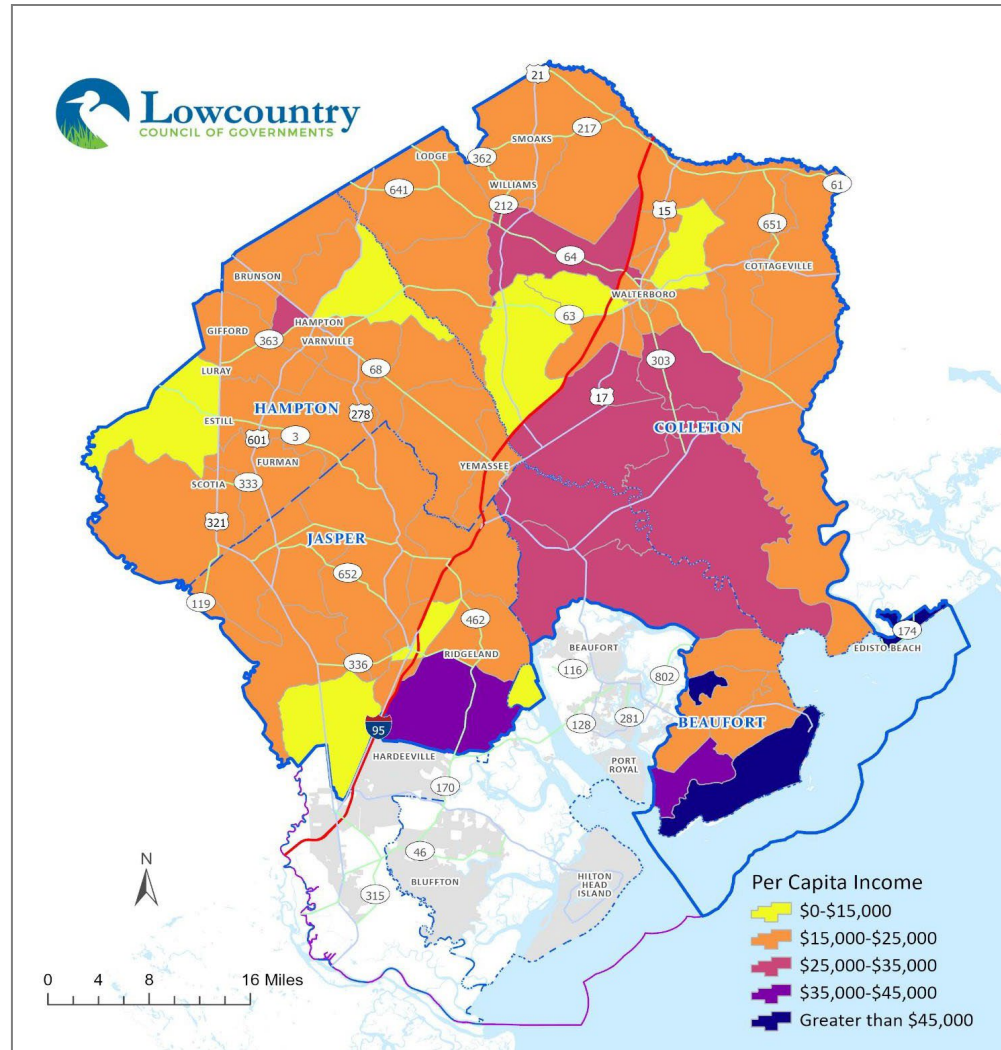 Lowcountry
COUNCIL OF GOVERNMENTS
21
217
SMOAKS
LODGE
362
61
641
WILLIAMS
212
15
651
64
COTTAGEVILLE
BRUNSON
WALTERBORO
63
HAMPTON
GIFFORD
363
VARNVILLE
303
LURAY
68
17
HAMPTON
278
COLLETON
ESTILL
601
3
FURMAN
YEMASSEE
SCOTIA
333
321
JASPER
652
119
462
174
EDISTO BEACH
336
RIDGELAND
BEAUFORT
116
802
BEAUFORT
128
281
95
HARDEEVILLE
PORT
ROYAL
170
46
BLUFFTON
HILTON
HEAD
ISLAND
315
N
Per Capita Income
$0-$15,000
$15,000-$25,000
$25,000-$35,000
$35,000-$45,000
Greater than $45,000
0 4 8 16 Miles